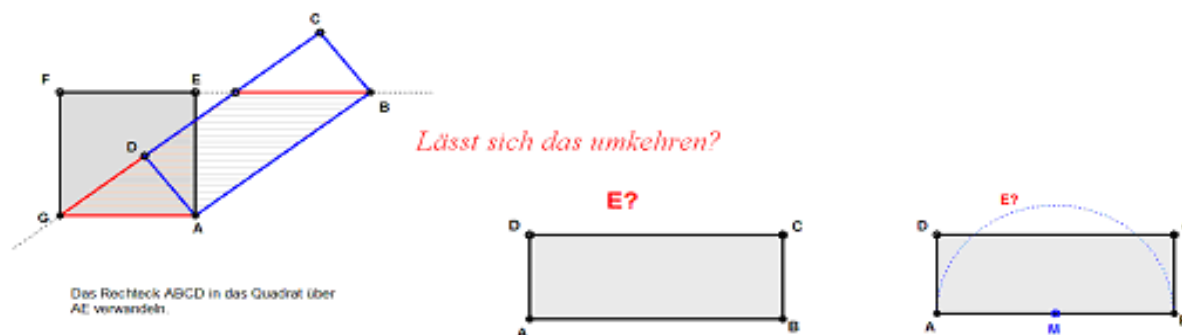 C
F
E
B
D
G
A
Das Rechteck ABCD in das Quadrat über
AE verwandeln.
Lässt sich das umkehren?
E?
D
C
A
B
E?
D
A
M